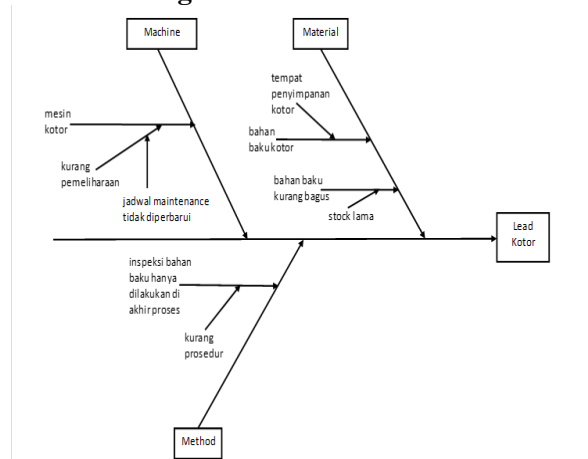 Machine
Material
tempat
penyimpanan
kotor
mesin
kotor
bahan
baku kotor
kurang
pemeliharaan
bahan baku
kurang bagus
jadwal maintenance
tidak diperbarui
stock lama
Lead
Kotor
inspeksi bahan
baku hanya
dilakukan di
akhir proses
kurang
prosedur
Method